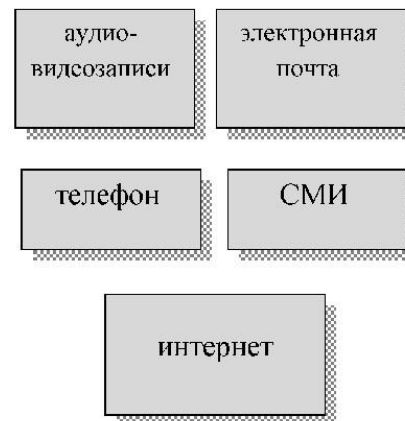 аудио-
видеозаписи
электронная
почта
телефон
СМИ
интернет